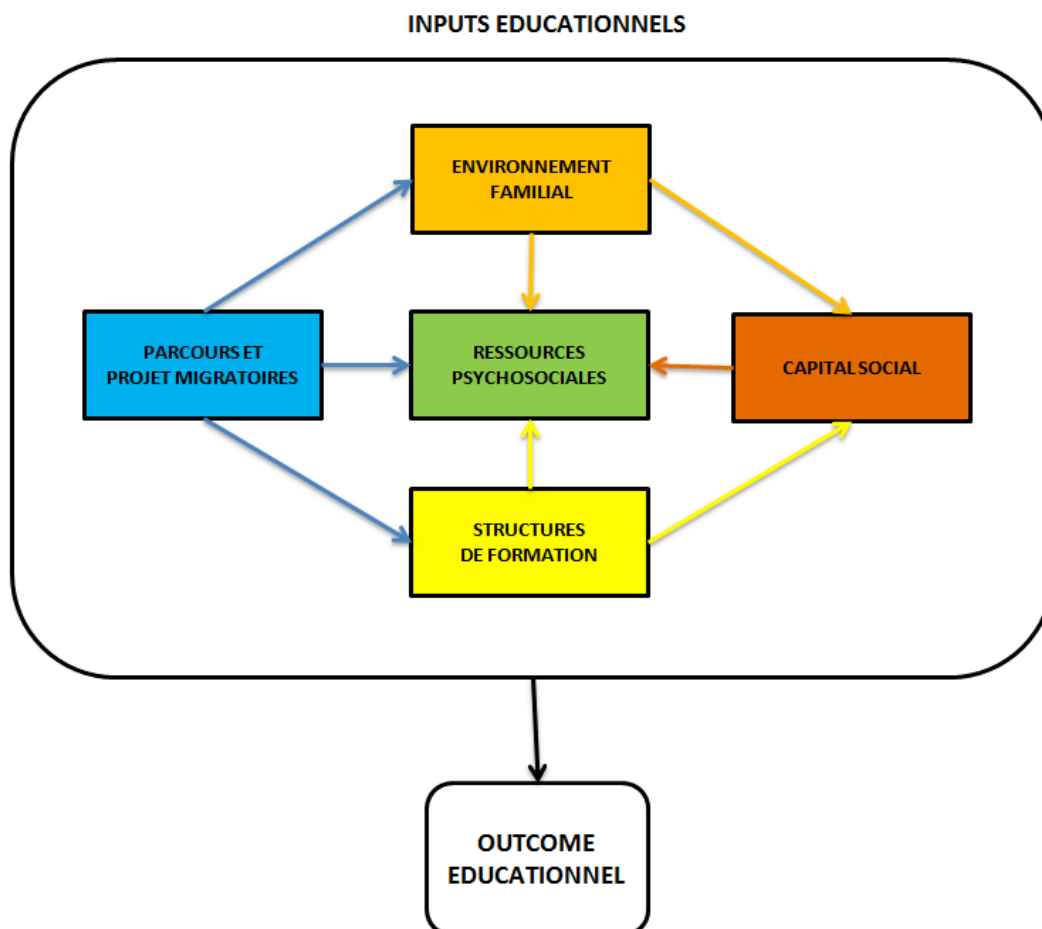 INPUTS EDUCATIONNELS
ENVIRONNEMENT
FAMILIAL
PARCOURS ET
PROJET MIGRATOIRES
RESSOURCES
PSYCHOSOCIALES
CAPITAL SOCIAL
STRUCTURES
DE FORMATION
OUTCOME
EDUCATIONNEL